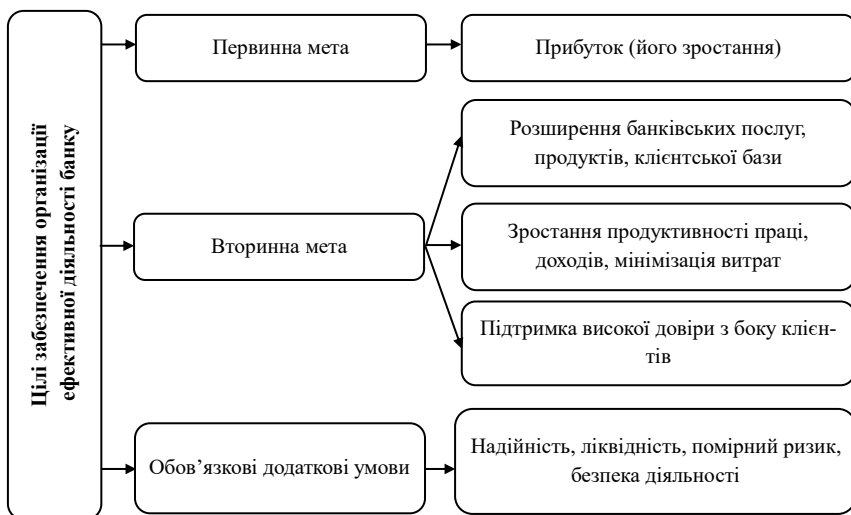 Цілі забезпечення організації
ефективної діяльності банку
Первинна мета
Прибуток (його зростання)
Вторинна мета
Розширення банківських послуг,
продуктів, клієнтської бази
Зростання продуктивності праці,
доходів, мінімізація витрат
Підтримка високої довіри з боку клієн-
тів
Обов’язкові додаткові умови
Надійність, ліквідність, помірний ризик,
безпека діяльності